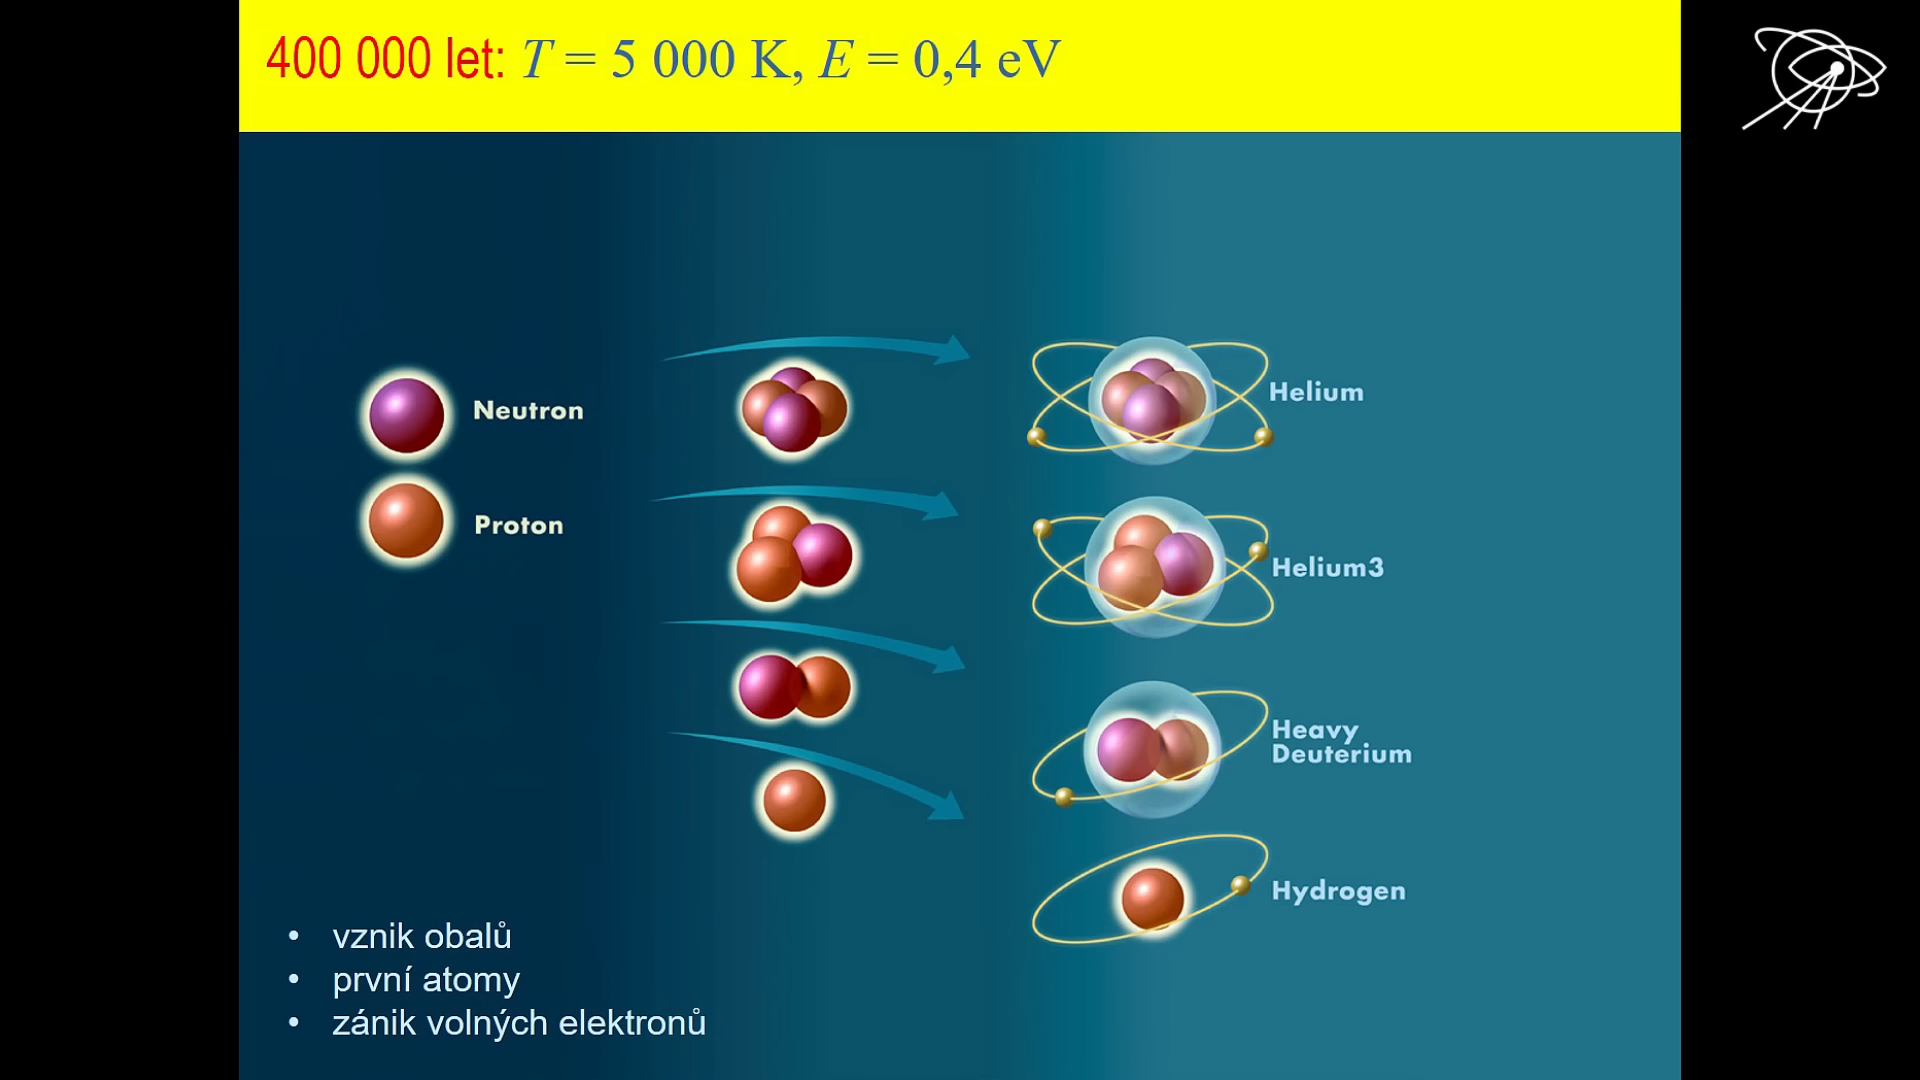 400 000 let: T = 5 000 K, E = 0,4 eV
Neutron
Proton
Helium
Helium3
Heavy
Deuterium
Hydrogen
• vznik obalů
• první atomy
• zánik volných elektronů